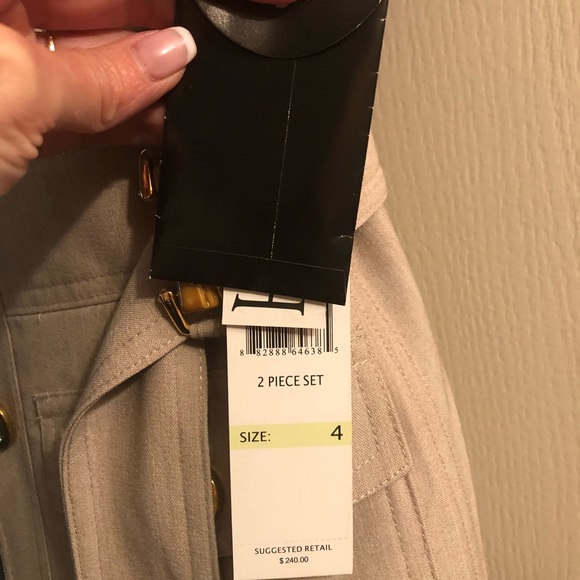 8 82888 64638 5
2 PIECE SET
SIZE: 4
SUGGESTED RETAIL
$240.00